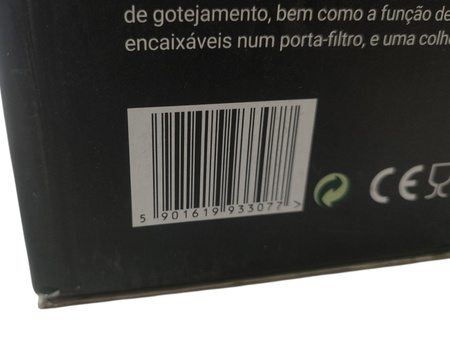 de gotejamento, bem como a função de
encaixáveis num porta-filtro, e uma colhe
5 901619 933077 >
CE